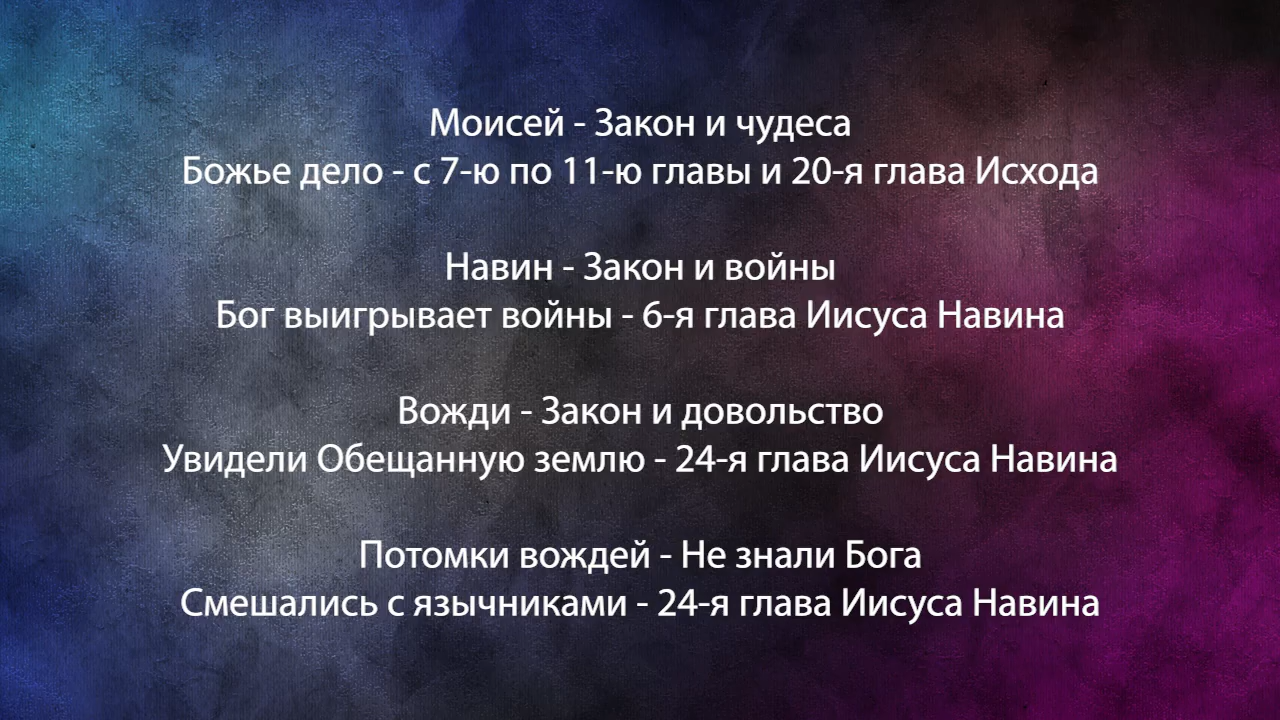 Моисей - Закон и чудеса
Божье дело - с 7-ю по 11-ю главы и 20-я глава Исхода
Навин - Закон и войны
Бог выигрывает войны - 6-я глава Иисуса Навина
Вожди - Закон и довольство
Увидели Обещанную землю - 24-я глава Иисуса Навина
Потомки вождей - Не знали Бога
Смешались с язычниками - 24-я глава Иисуса Навина